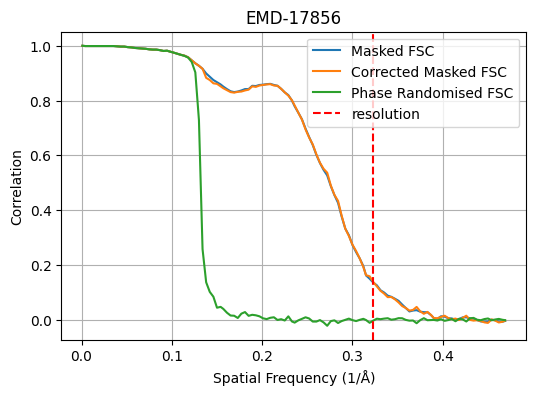 EMD-17856
Masked FSC
Corrected Masked FSC
Phase Randomised FSC
resolution
Correlation
1.0
0.8
0.6
0.4
0.2
0.0
0.0 0.1 0.2 0.3 0.4
Spatial Frequency (1/Å)